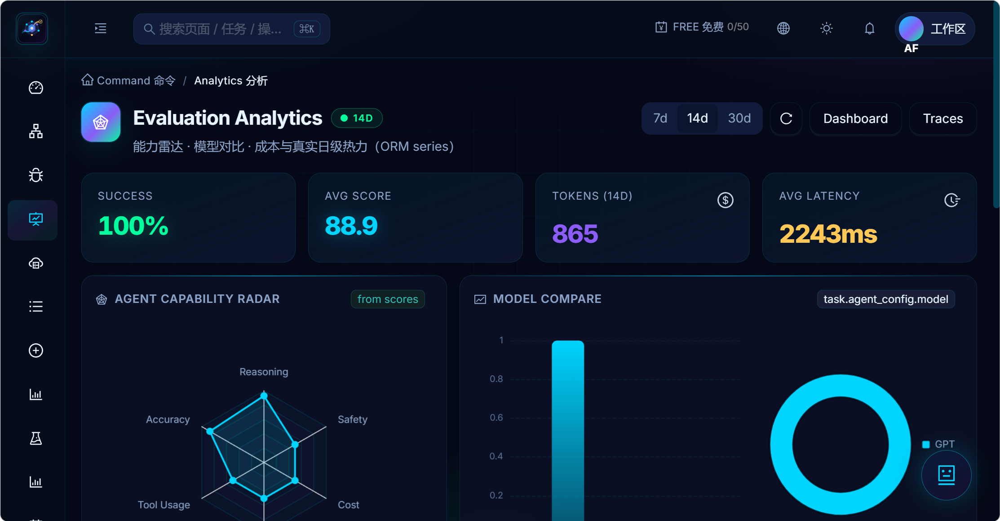 搜索页面 / 任务 / 操... ⌘K
FREE 免费 0/50
工作区
AF
Command 命令 / Analytics 分析
Evaluation Analytics
14D
能力雷达 · 模型对比 · 成本与真实日级热力（ORM series）
7d 14d 30d
Dashboard
Traces
SUCCESS
100%
AVG SCORE
88.9
TOKENS (14D)
865
AVG LATENCY
2243ms
AGENT CAPABILITY RADAR
from scores
Reasoning
Accuracy
Safety
Tool Usage
Cost
MODEL COMPARE
task.agent_config.model
1
0.8
0.6
0.4
0.2
GPT